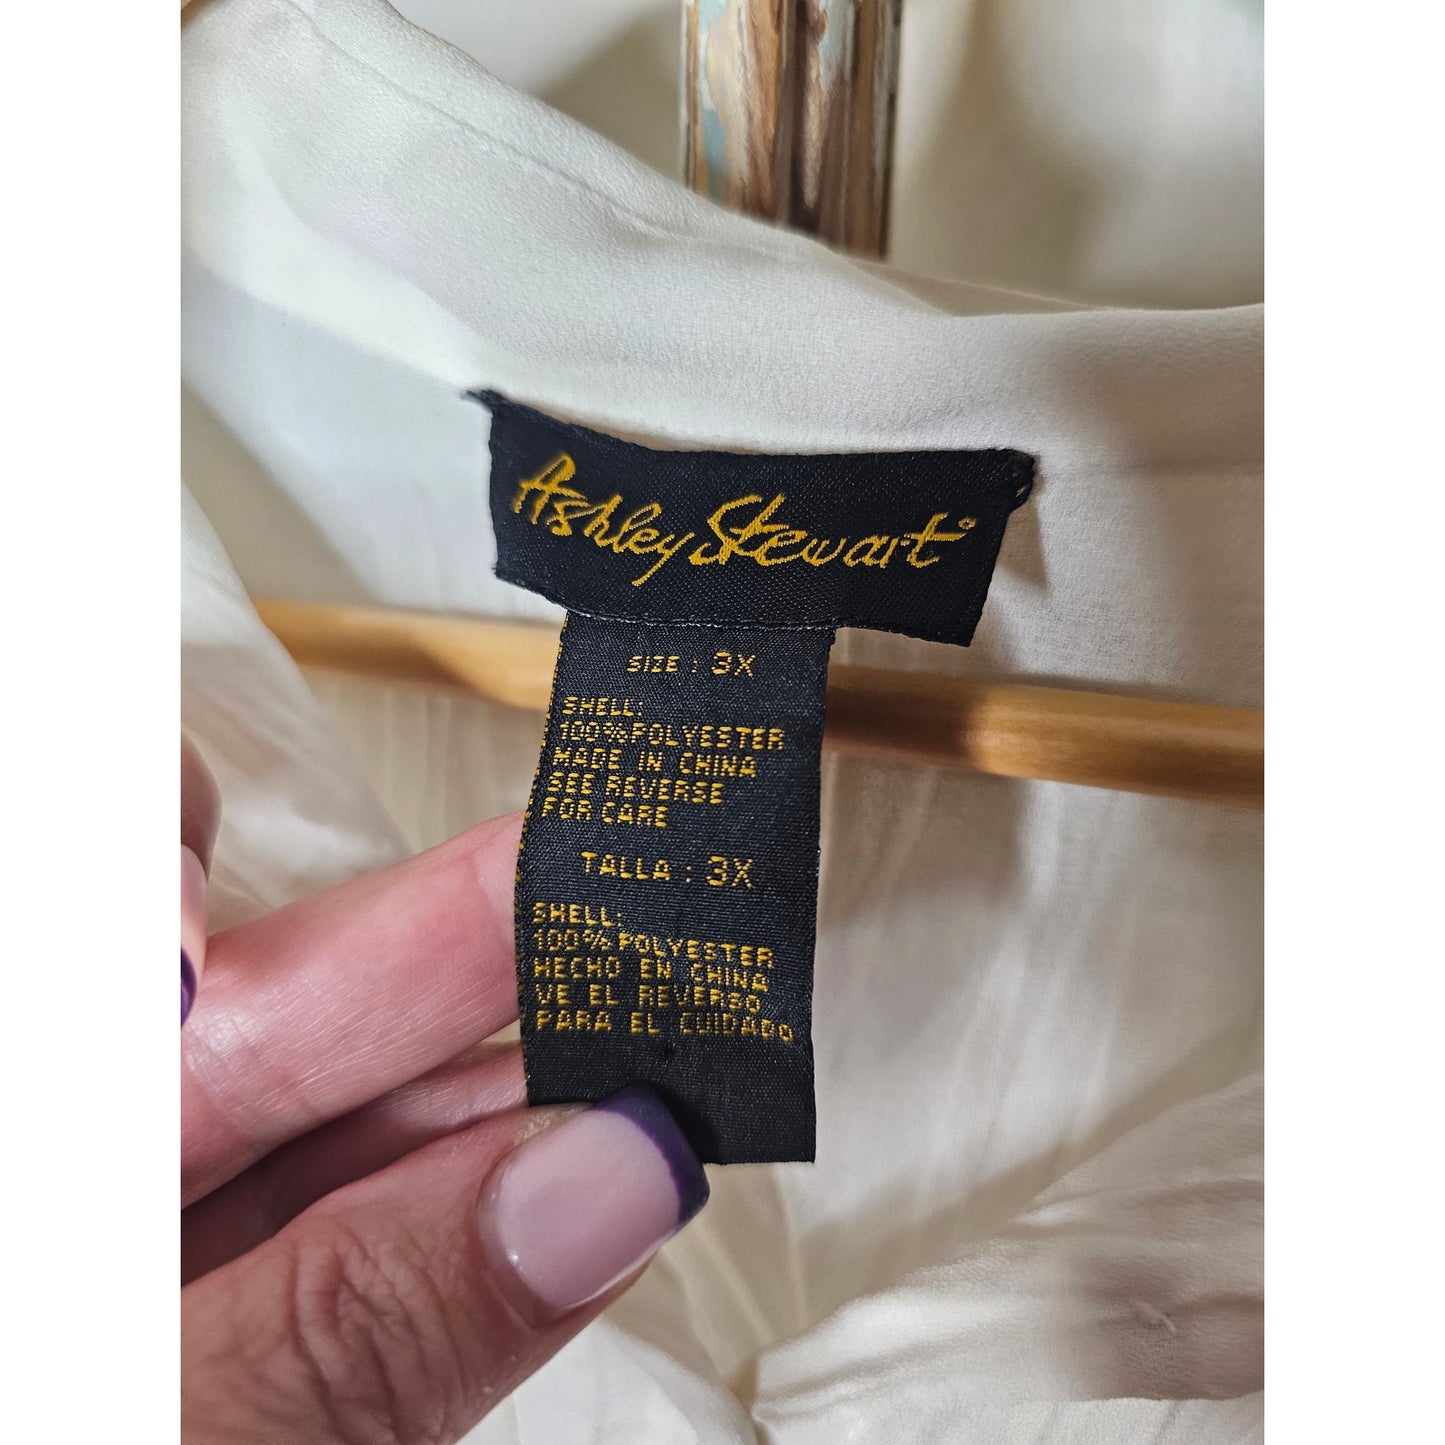 Ashley Stewart®
SIZE : 3X
SHELL:
100% POLYESTER
MADE IN CHINA
SEE REVERSE
FOR CARE
TALLA : 3X
SHELL:
100% POLYESTER
HECHO EN CHINA
VE EL REVERSO
PARA EL CUIDADO